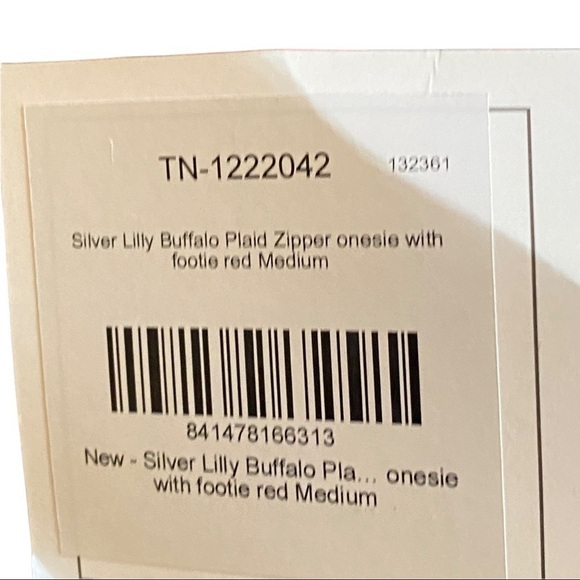 TN-1222042 132361
Silver Lilly Buffalo Plaid Zipper onesie with
footie red Medium
841478166313
New - Silver Lilly Buffalo Pla... onesie
with footie red Medium